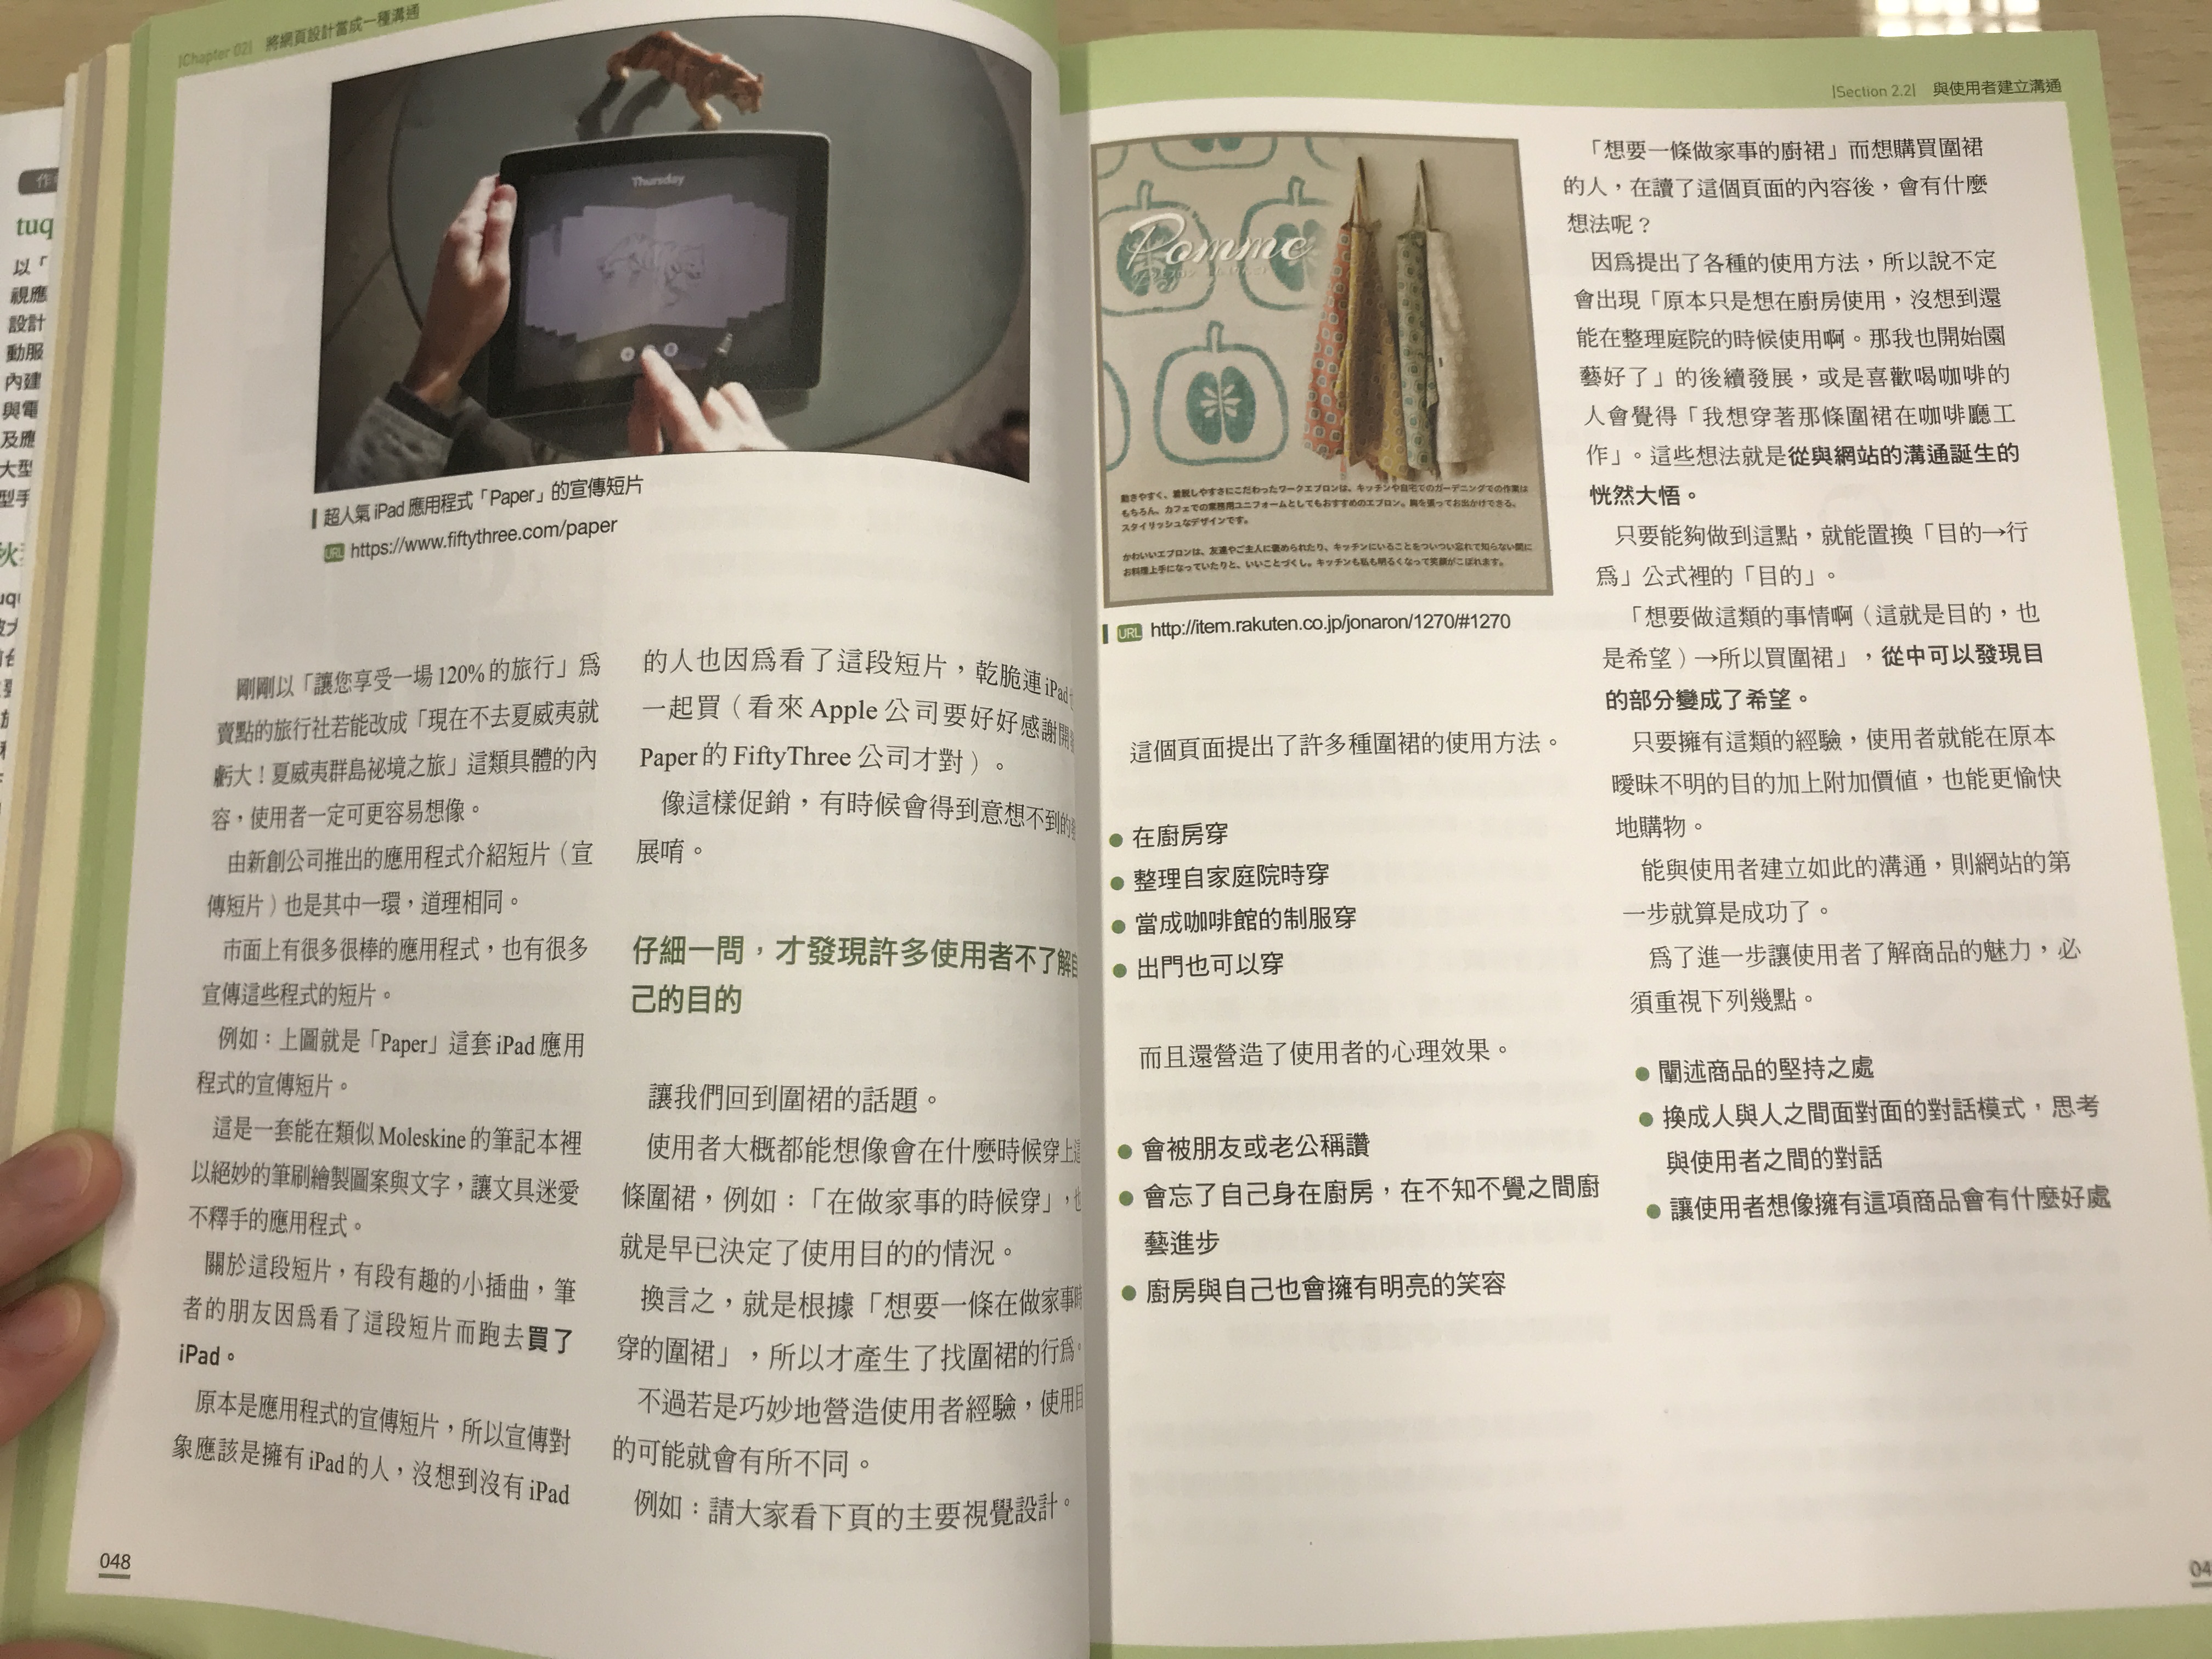 |Chapter 02| 將網頁設計當成一種溝通
Thursday
超人氣 iPad 應用程式「Paper」的宣傳短片
URL https://www.fiftythree.com/paper
剛剛以「讓您享受一場120%的旅行」為
賣點的旅行社若能改成「現在不去夏威夷就
虧大！夏威夷群島祕境之旅」這類具體的內
容，使用者一定可更容易想像。
由新創公司推出的應用程式介紹短片（宣
傳短片）也是其中一環，道理相同。
市面上有很多很棒的應用程式，也有很多
宣傳這些程式的短片。
例如：上圖就是「Paper」這套 iPad 應用
程式的宣傳短片。
這是一套能在類似 Moleskine 的筆記本裡
以絕妙的筆刷繪製圖案與文字，讓文具迷愛
不釋手的應用程式。
關於這段短片，有段有趣的小插曲，筆
者的朋友因為看了這段短片而跑去買了
iPad。
原本是應用程式的宣傳短片，所以宣傳對
象應該是擁有 iPad 的人，沒想到沒有 iPad
的人也因為看了這段短片，乾脆連 iPad
一起買（看來 Apple 公司要好好感謝開
Paper 的 FiftyThree 公司才對）。
像這樣促銷，有時候會得到意想不到的
展唷。
仔細一問，才發現許多使用者不了解自
己的目的
讓我們回到圍裙的話題。
使用者大概都能想像會在什麼時候穿上這
條圍裙，例如：「在做家事的時候穿」，也
就是早已決定了使用目的的情況。
換言之，就是根據「想要一條在做家事時
穿的圍裙」，所以才產生了找圍裙的行為。
不過若是巧妙地營造使用者經驗，使用目
的可能就會有所不同。
例如：請大家看下頁的主要視覺設計。
048
|Section 2.2| 與使用者建立溝通
Pomme
動きやすく、着脱しやすさにこだわったワークエプロンは、キッチンや自宅でのガーデニングでの作業は
もちろん、カフェでの業務用ユニフォームとしてもおすすめのエプロン。胸を張ってお出かけできる、
スタイリッシュなデザインです。
かわいいエプロンは、友達やご主人に褒められたり、キッチンにいることをついつい忘れて知らない間に
お料理上手になっていたりと、いいことづくし。キッチンも私も明るくなって笑顔がこぼれます。
URL http://item.rakuten.co.jp/jonaron/1270/#1270
這個頁面提出了許多種圍裙的使用方法。
● 在廚房穿
● 整理自家庭院時穿
● 當成咖啡館的制服穿
● 出門也可以穿
而且還營造了使用者的心理效果。
● 會被朋友或老公稱讚
● 會忘了自己身在廚房，在不知不覺之間廚
藝進步
● 廚房與自己也會擁有明亮的笑容
「想要一條做家事的廚裙」而想購買圍裙
的人，在讀了這個頁面的內容後，會有什麼
想法呢？
因為提出了各種的使用方法，所以說不定
會出現「原本只是想在廚房使用，沒想到還
能在整理庭院的時候使用啊。那我也開始園
藝好了」的後續發展，或是喜歡喝咖啡的
人會覺得「我想穿著那條圍裙在咖啡廳工
作」。這些想法就是從與網站的溝通誕生的
恍然大悟。
只要能夠做到這點，就能置換「目的→行
為」公式裡的「目的」。
「想要做這類的事情啊（這就是目的，也
是希望）→所以買圍裙」，從中可以發現目
的部分變成了希望。
只要擁有這類的經驗，使用者就能在原本
曖昧不明的目的加上附加價值，也能更愉快
地購物。
能與使用者建立如此的溝通，則網站的第
一步就算是成功了。
為了進一步讓使用者了解商品的魅力，必
須重視下列幾點。
● 闡述商品的堅持之處
● 換成人與人之間面對面的對話模式，思考
與使用者之間的對話
● 讓使用者想像擁有這項商品會有什麼好處